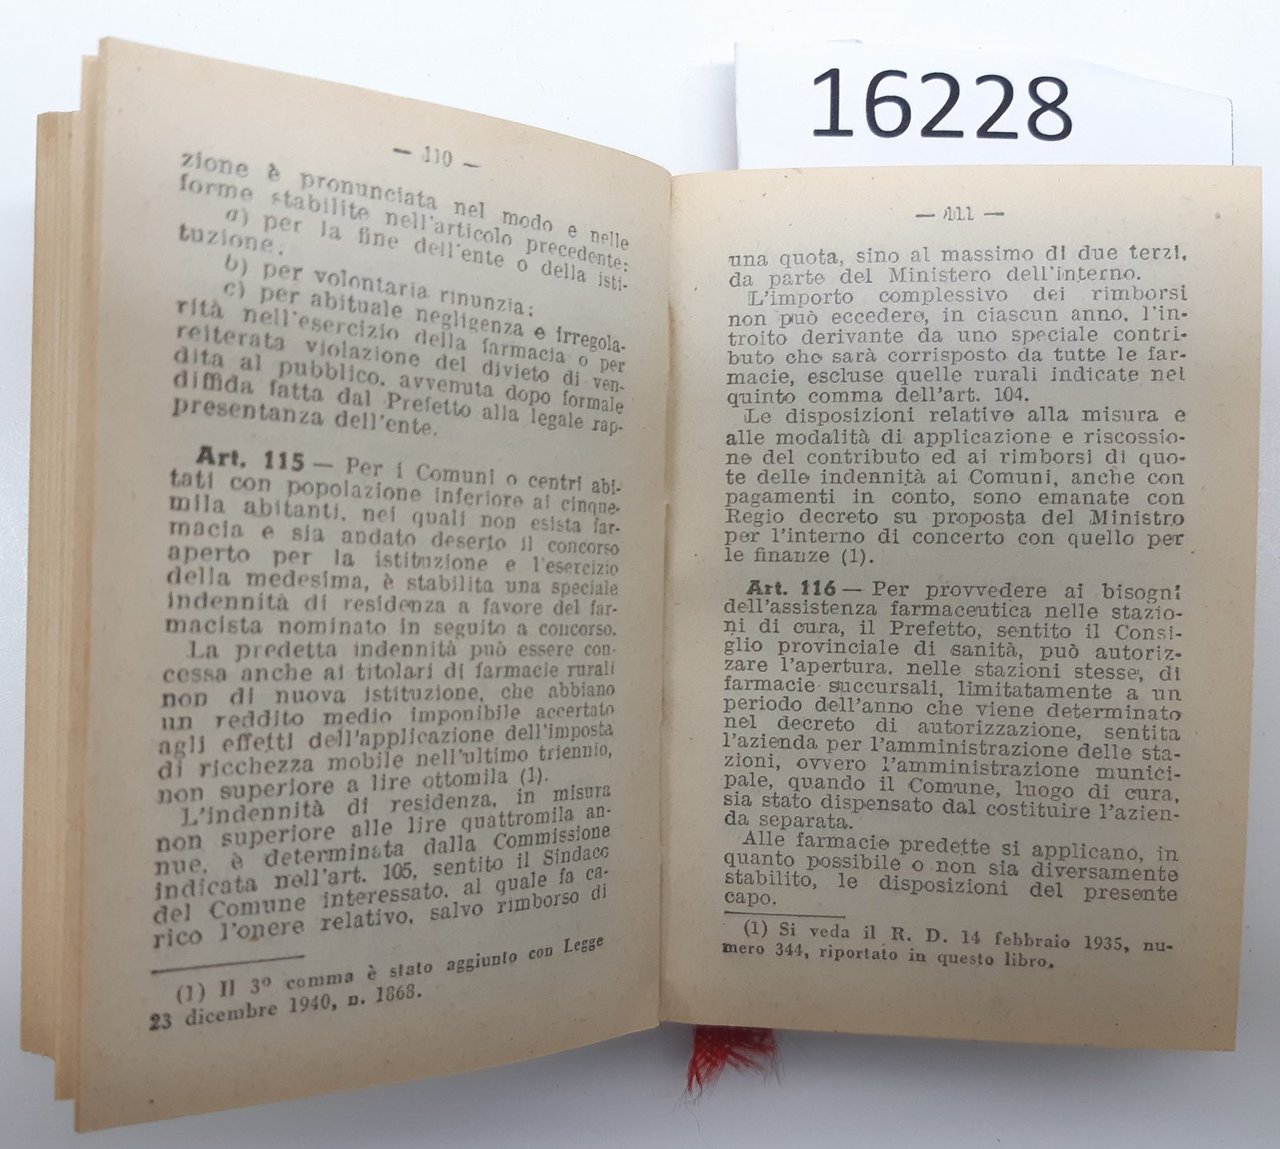 16228
— 110 —
zione è pronunciata nel modo e nelle
forme stabilite nell'articolo precedente:
a) per la fine dell'ente o della isti-
tuzione;
b) per volontaria rinunzia;
c) per abituale negligenza e irregola-
rità nell'esercizio della farmacia o per
reiterata violazione del divieto di ven-
dita al pubblico, avvenuta dopo formale
diffida fatta dal Prefetto alla legale rap-
presentanza dell'ente.
Art. 115 — Per i Comuni o centri abi-
tati con popolazione inferiore ai cinque-
mila abitanti, nei quali non esista far-
macia e sia andato deserto il concorso
aperto per la istituzione e l'esercizio
della medesima, è stabilita una speciale
indennità di residenza a favore del far-
macista nominato in seguito a concorso.
La predetta indennità può essere con-
cessa anche ai titolari di farmacie rurali
non di nuova istituzione, che abbiano
un reddito medio imponibile accertato
agli effetti dell'applicazione dell'imposta
di ricchezza mobile nell'ultimo triennio,
non superiore a lire ottomila (1).
L'indennità di residenza, in misura
non superiore alle lire quattromila an-
nue, è determinata dalla Commissione
indicata nell'art. 105, sentito il Sindaco
del Comune interessato, al quale fa ca-
rico l'onere relativo, salvo rimborso di
(1) Il 3º comma è stato aggiunto con Legge
23 dicembre 1940, n. 1868.
— 111 —
una quota, sino al massimo di due terzi,
da parte del Ministero dell'interno.
L'importo complessivo dei rimborsi
non può eccedere, in ciascun anno, l'in-
troito derivante da uno speciale contri-
buto che sarà corrisposto da tutte le far-
macie, escluse quelle rurali indicate nel
quinto comma dell'art. 104.
Le disposizioni relative alla misura e
alle modalità di applicazione e riscossio-
ne del contributo ed ai rimborsi di quo-
te delle indennità ai Comuni, anche con
pagamenti in conto, sono emanate con
Regio decreto su proposta del Ministro
per l'interno di concerto con quello per
le finanze (1).
Art. 116 — Per provvedere ai bisogni
dell'assistenza farmaceutica nelle stazio-
ni di cura, il Prefetto, sentito il Consi-
glio provinciale di sanità, può autoriz-
zare l'apertura, nelle stazioni stesse, di
farmacie succursali, limitatamente a un
periodo dell'anno che viene determinato
nel decreto di autorizzazione, sentita
l'azienda per l'amministrazione delle sta-
zioni, ovvero l'amministrazione munici-
pale, quando il Comune, luogo di cura,
sia stato dispensato dal costituire l'azien-
da separata.
Alle farmacie predette si applicano, in
quanto possibile o non sia diversamente
stabilito, le disposizioni del presente
capo.
(1) Si veda il R. D. 14 febbraio 1935, nu-
mero 344, riportato in questo libro.